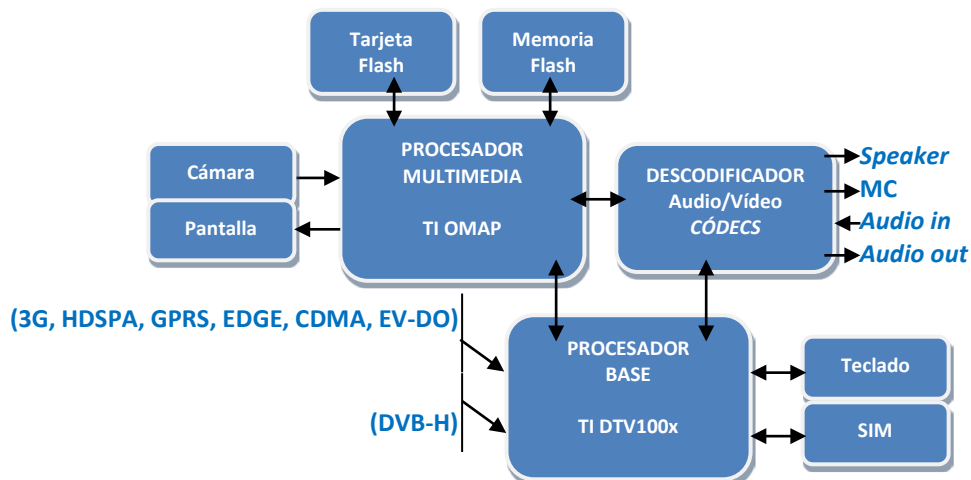 Tarjeta
Flash
Memoria
Flash
PROCESADOR
MULTIMEDIA
TI OMAP
Cámara
Pantalla
DESCODIFICADOR
Audio/Vídeo
CÓDECS
Speaker
MC
Audio in
Audio out
(3G, HDSPA, GPRS, EDGE, CDMA, EV-DO)
(DVB-H)
PROCESADOR
BASE
TI DTV100x
Teclado
SIM